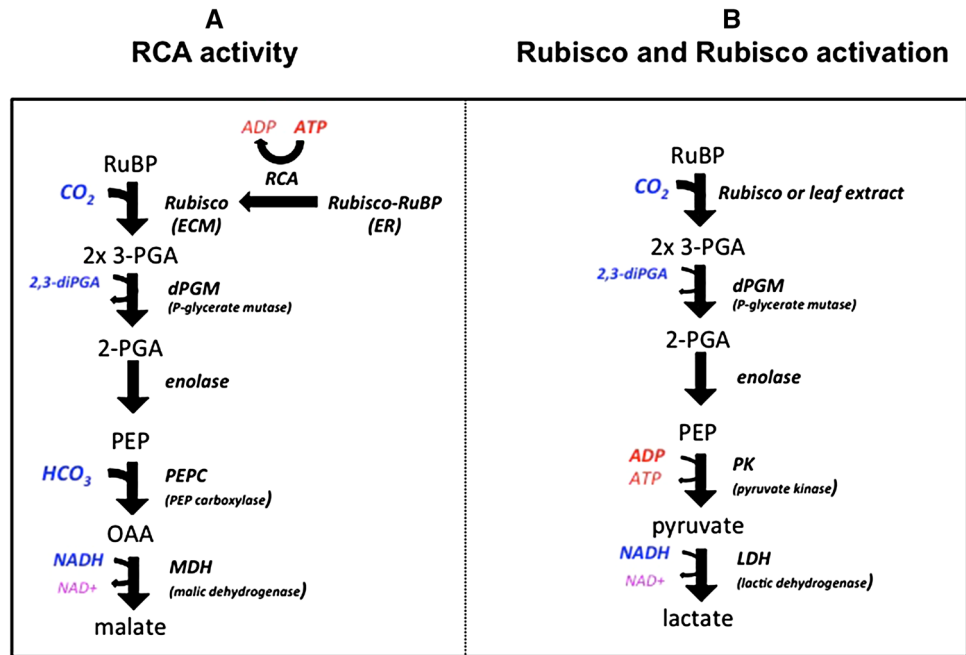 A
RCA activity
ADP ATP
RuBP
RCA
CO2
Rubisco
(ECM)
Rubisco-RuBP
(ER)
2x 3-PGA
2,3-diPGA
dPGM
(P-glycerate mutase)
2-PGA
enolase
PEP
HCO3
PEPC
(PEP carboxylase)
OAA
NADH
MDH
NAD+
(malic dehydrogenase)
malate
B
Rubisco and Rubisco activation
RuBP
CO2
Rubisco or leaf extract
2x 3-PGA
2,3-diPGA
dPGM
(P-glycerate mutase)
2-PGA
enolase
PEP
ADP
PK
ATP
(pyruvate kinase)
pyruvate
NADH
LDH
NAD+
(lactic dehydrogenase)
lactate